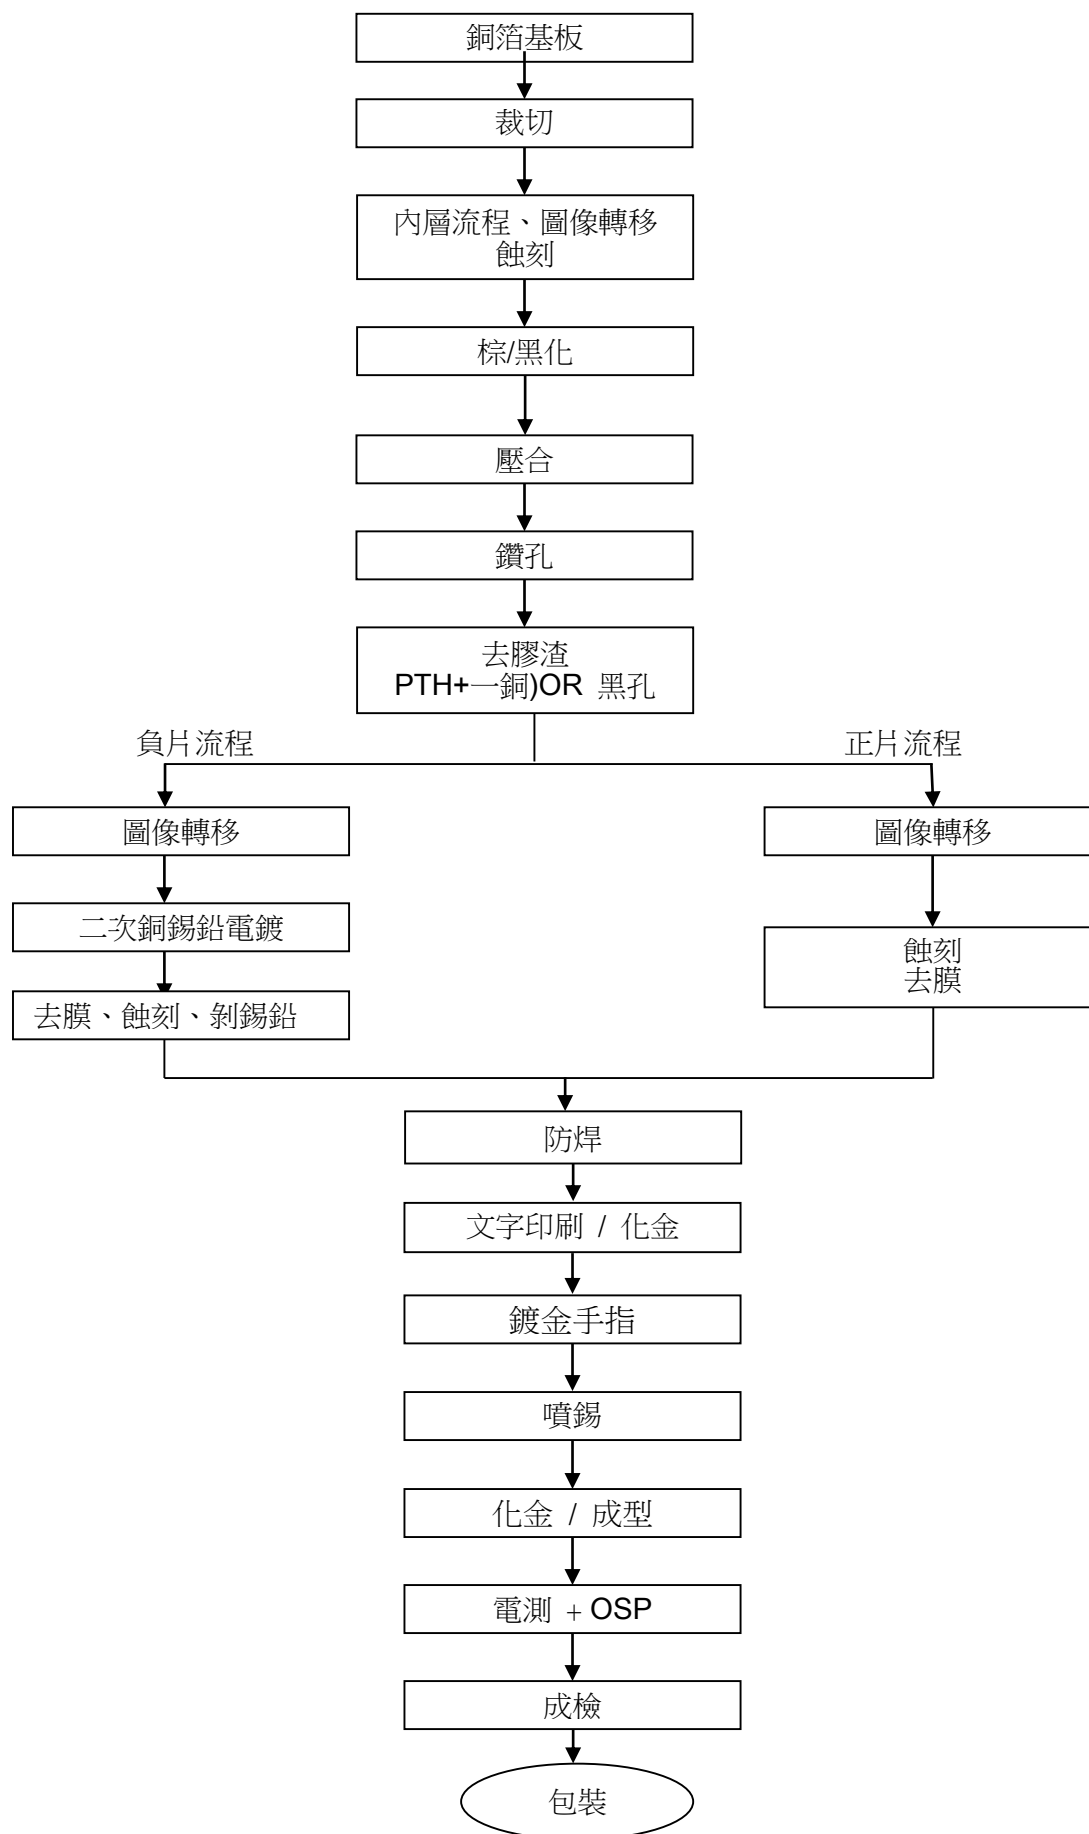 銅箔基板
裁切
內層流程、圖像轉移
蝕刻
棕/黑化
壓合
鑽孔
去膠渣
PTH+一銅)OR 黑孔
負片流程
正片流程
圖像轉移
圖像轉移
二次銅錫鉛電鍍
蝕刻
去膜
去膜、蝕刻、剝錫鉛
防焊
文字印刷 / 化金
鍍金手指
噴錫
化金 / 成型
電測 + OSP
成檢
包裝